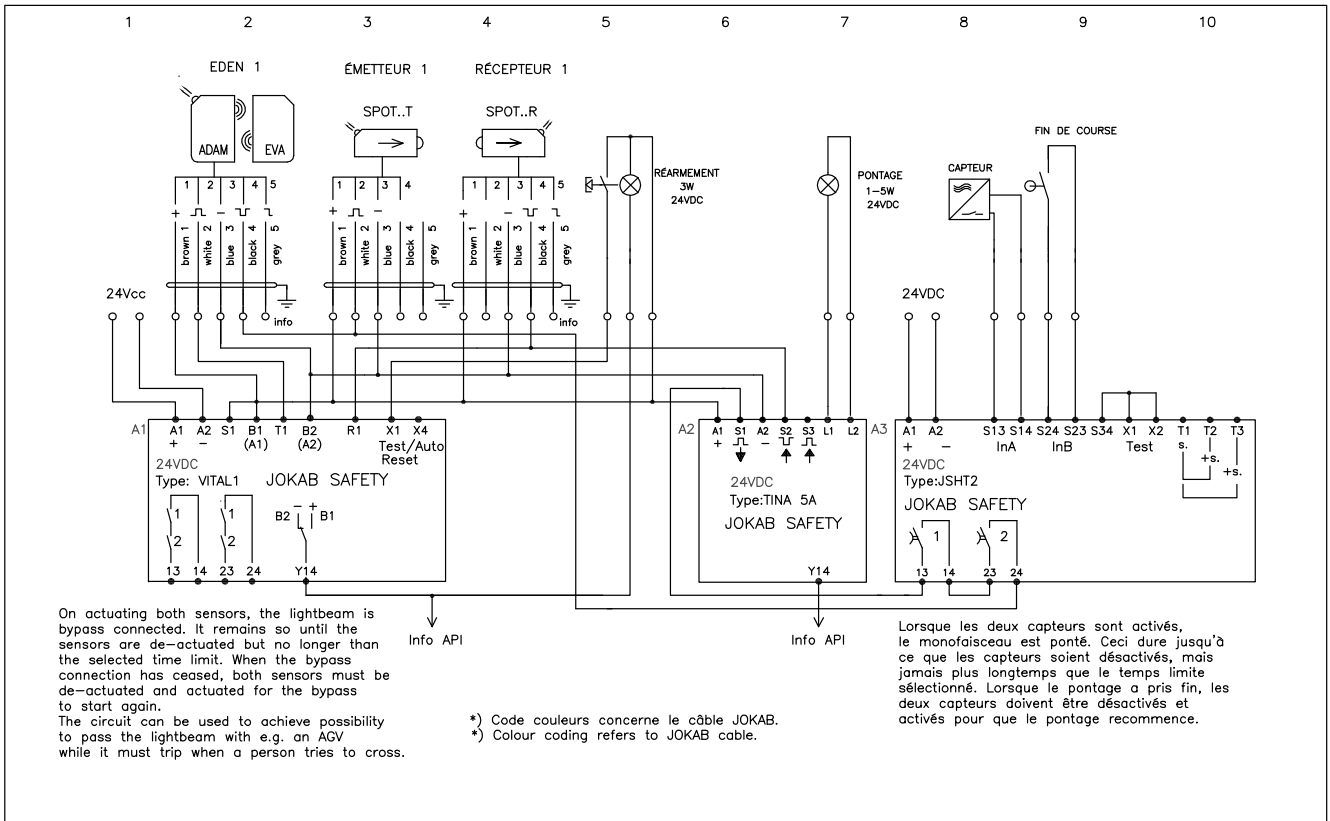 1 2 3 4 5 6 7 8 9 10
EDEN 1
ÉMETTEUR 1
RÉCEPTEUR 1
SPOT..T
SPOT..R
ADAM
EVA
FIN DE COURSE
CAPTEUR
RÉARMEMENT
3W
24VDC
PONTAGE
1-5W
24VDC
1 2 3 4 5
1 2 3 4
1 2 3 4 5
+ -
+ -
+ -
brown 1
white 2
blue 3
black 4
grey 5
brown 1
white 2
blue 3
black 4
grey 5
brown 1
white 2
blue 3
black 4
grey 5
24Vcc
info
info
24VDC
A1
A1 A2 S1 B1 T1 B2 R1 X1 X4
+ - (A1) (A2) Test/Auto
Reset
24VDC
Type: VITAL1
JOKAB SAFETY
1
2
1
2
B2 - + B1
13 14 23 24 Y14
A2
A1 S1 A2 S2 S3 L1 L2
+ -
24VDC
Type:TINA 5A
JOKAB SAFETY
Y14
A3
A1 A2 S13 S14 S24 S23 S34 X1 X2 T1 T2 T3
+ - InA InB Test s. +s. +s.
24VDC
Type:JSHT2
JOKAB SAFETY
1
2
13 14 23 24
Info API
Info API
On actuating both sensors, the lightbeam is
bypass connected. It remains so until the
sensors are de-actuated but no longer than
the selected time limit. When the bypass
connection has ceased, both sensors must be
de-actuated and actuated for the bypass
to start again.
The circuit can be used to achieve possibility
to pass the lightbeam with e.g. an AGV
while it must trip when a person tries to cross.
*) Code couleurs concerne le câble JOKAB.
*) Colour coding refers to JOKAB cable.
Lorsque les deux capteurs sont activés,
le monofaisceau est ponté. Ceci dure jusqu'à
ce que les capteurs soient désactivés, mais
jamais plus longtemps que le temps limite
sélectionné. Lorsque le pontage a pris fin, les
deux capteurs doivent être désactivés et
activés pour que le pontage recommence.